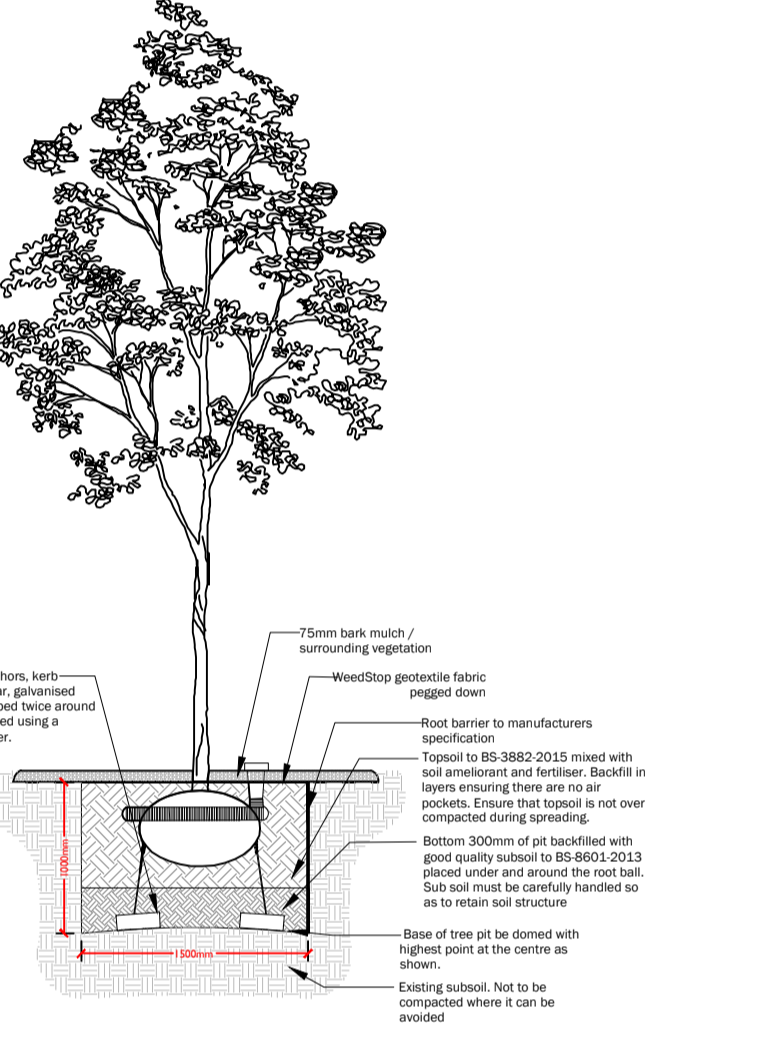 75mm bark mulch /
surrounding vegetation
hors, kerb
r, galvanised
ped twice around
ed using a
er.
WeedStop geotextile fabric
pegged down
Root barrier to manufacturers
specification
Topsoil to BS-3882-2015 mixed with
soil ameliorant and fertiliser. Backfill in
layers ensuring there are no air
pockets. Ensure that topsoil is not over
compacted during spreading.
Bottom 300mm of pit backfilled with
good quality subsoil to BS-8601-2013
placed under and around the root ball.
Sub soil must be carefully handled so
as to retain soil structure
1000mm
Base of tree pit be domed with
highest point at the centre as
shown.
1500mm
Existing subsoil. Not to be
compacted where it can be
avoided